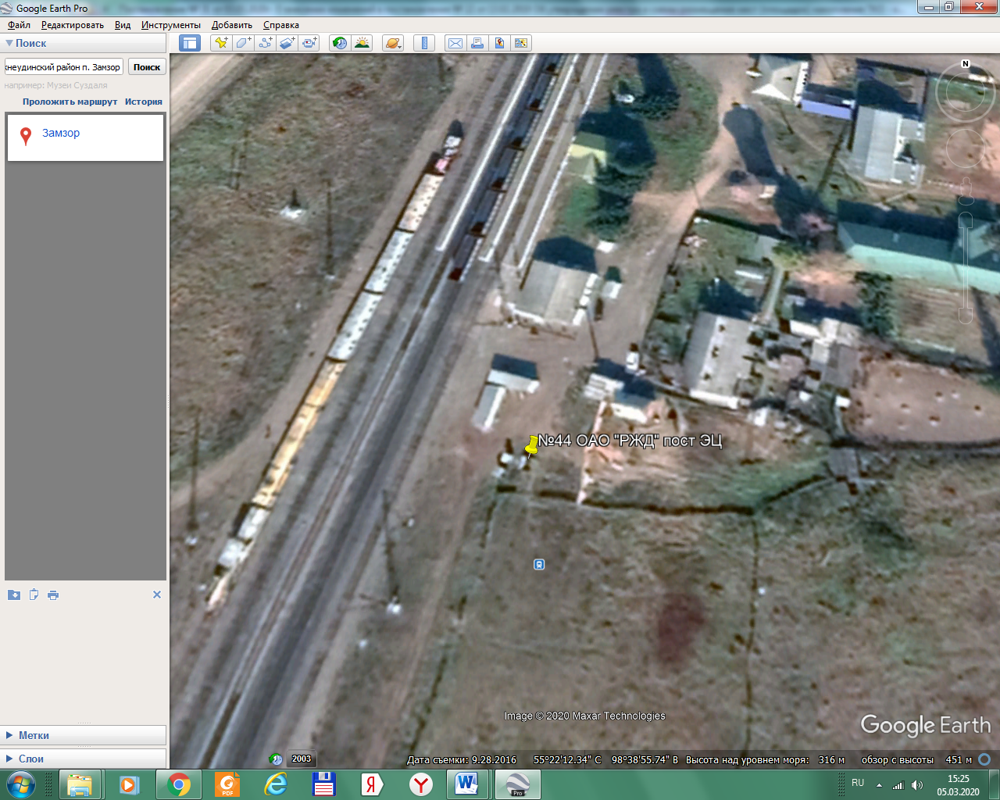 Google Earth Pro
Файл Редактировать Вид Инструменты Добавить Справка
Поиск
кнеудинский район п. Замзор Поиск
например: Музеи Суздаля
Проложить маршрут История
Замзор
№44 ОАО "РЖД" пост ЭЦ
N
Image © 2020 Maxar Technologies
Google Earth
Метки
Слои
2003
Дата съемки: 9.28.2016 55°22'12.34" С 98°38'55.74" В Высота над уровнем моря: 316 м обзор с высоты 451 м
PDF
Я
Y
W
Pro
RU
15:25
05.03.2020